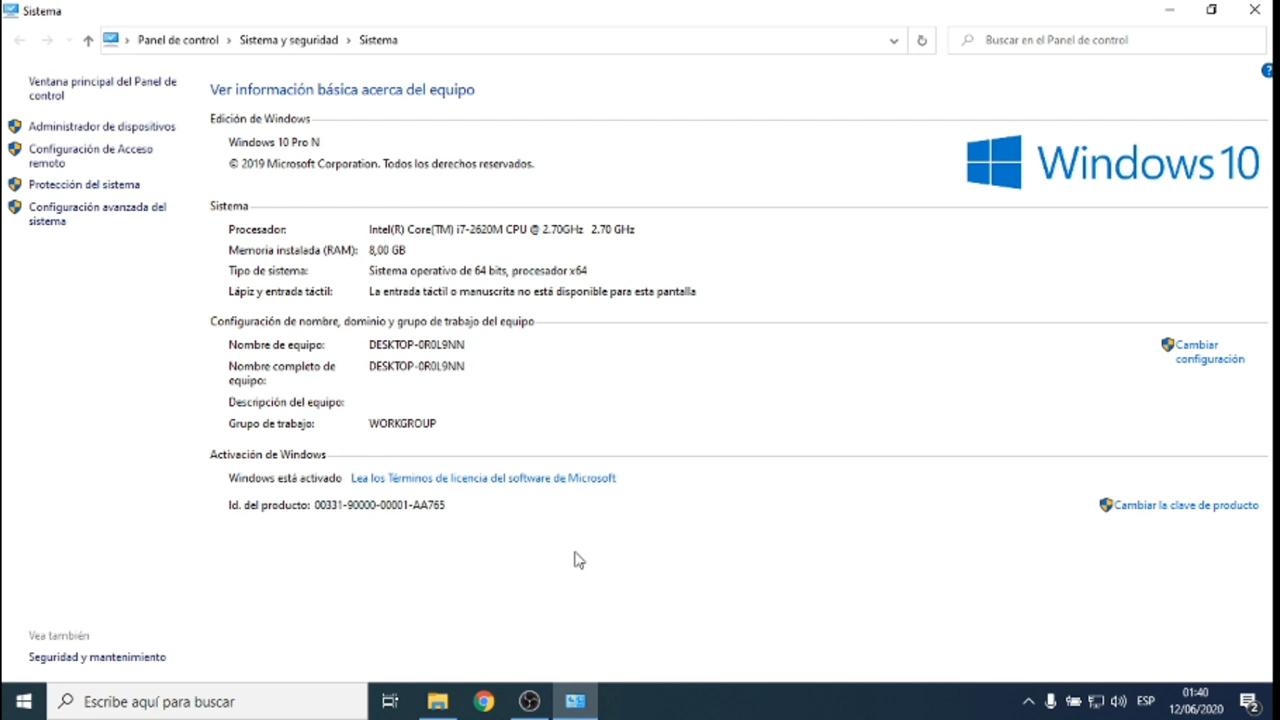 Sistema
Panel de control › Sistema y seguridad › Sistema
Buscar en el Panel de control
Ventana principal del Panel de
control
Administrador de dispositivos
Configuración de Acceso
remoto
Protección del sistema
Configuración avanzada del
sistema
Ver información básica acerca del equipo
Edición de Windows
Windows 10 Pro N
© 2019 Microsoft Corporation. Todos los derechos reservados.
Windows 10
Sistema
Procesador: Intel(R) Core(TM) i7-2620M CPU @ 2.70GHz 2.70 GHz
Memoria instalada (RAM): 8,00 GB
Tipo de sistema: Sistema operativo de 64 bits, procesador x64
Lápiz y entrada táctil: La entrada táctil o manuscrita no está disponible para esta pantalla
Configuración de nombre, dominio y grupo de trabajo del equipo
Nombre de equipo: DESKTOP-0R0L9NN
Cambiar
configuración
Nombre completo de
equipo: DESKTOP-0R0L9NN
Descripción del equipo:
Grupo de trabajo: WORKGROUP
Activación de Windows
Windows está activado Lea los Términos de licencia del software de Microsoft
Id. del producto: 00331-90000-00001-AA765
Cambiar la clave de producto
Vea también
Seguridad y mantenimiento
Escribe aquí para buscar
ESP
01:40
12/06/2020
2